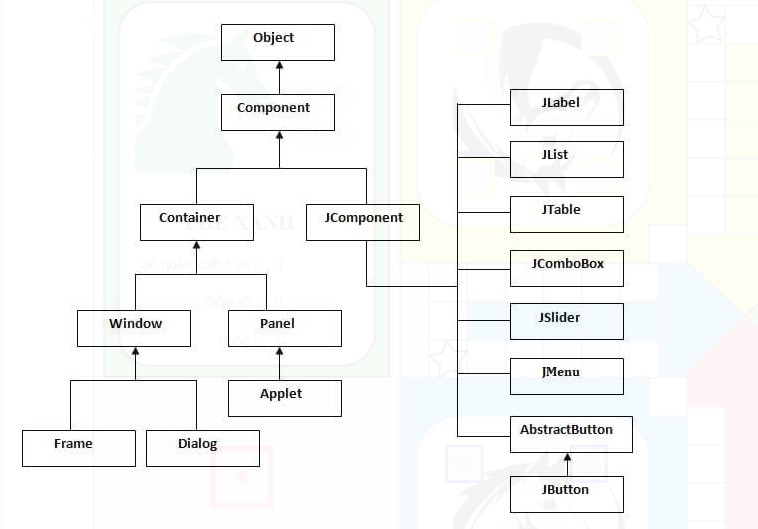 Object
Component
Container
JComponent
Window
Panel
Applet
Frame
Dialog
JLabel
JList
JTable
JComboBox
JSlider
JMenu
AbstractButton
JButton